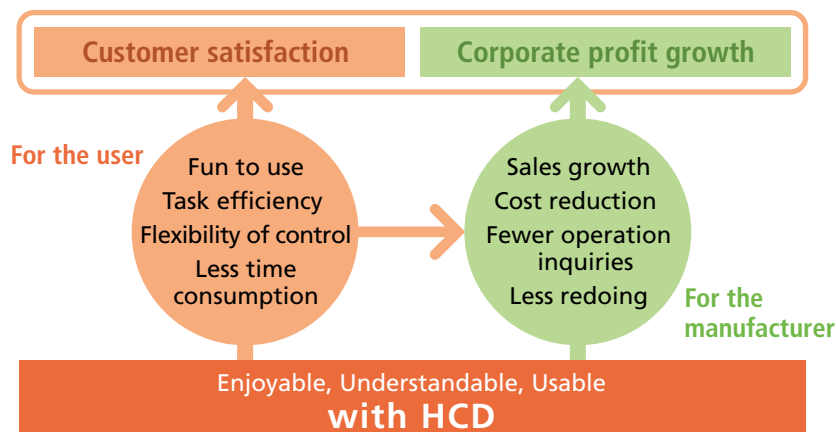 Customer satisfaction
Corporate profit growth
For the user
Fun to use
Task efficiency
Flexibility of control
Less time
consumption
Sales growth
Cost reduction
Fewer operation
inquiries
Less redoing
For the
manufacturer
Enjoyable, Understandable, Usable
with HCD